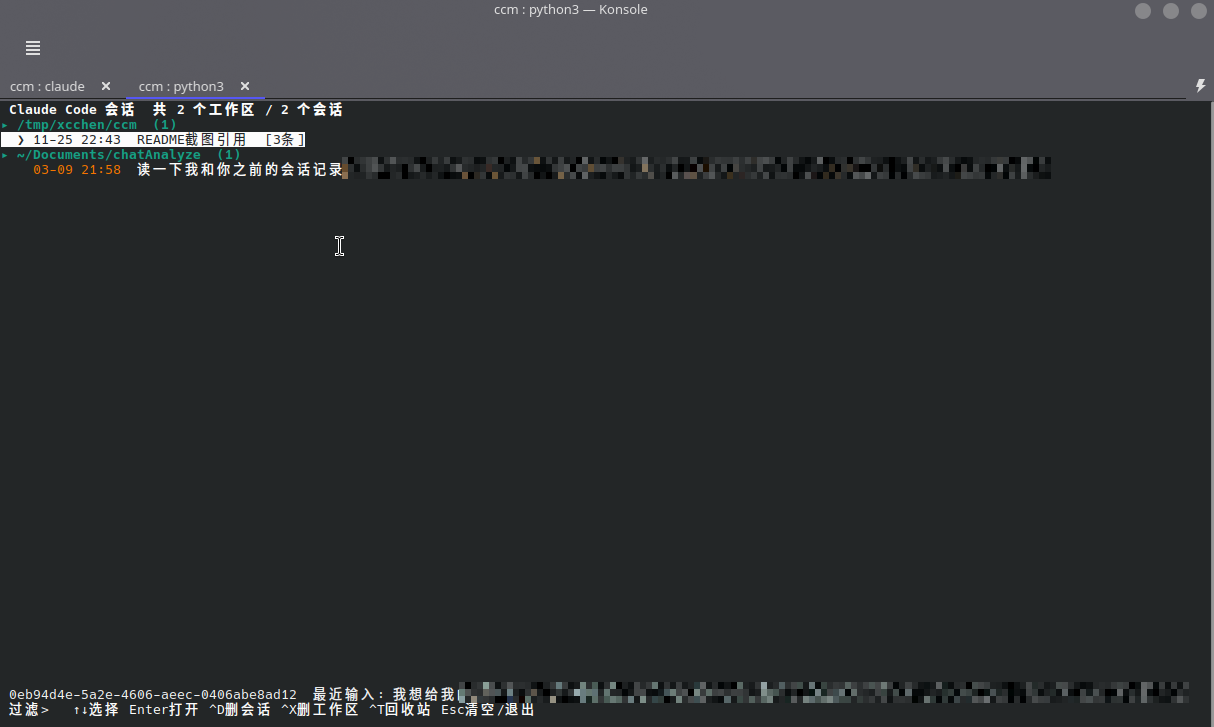 ccm : python3 — Konsole
ccm : claude
ccm : python3
Claude Code 会话 共 2 个工作区 / 2 个会话
▸ /tmp/xcchen/ccm (1)
❯ 11-25 22:43 README截图引用 [3条]
▸ ~/Documents/chatAnalyze (1)
03-09 21:58 读一下我和你之前的会话记录
0eb94d4e-5a2e-4606-aeec-0406abe8ad12 最近输入: 我想给我
过滤> ↑↓选择 Enter打开 ^D删会话 ^X删工作区 ^T回收站 Esc清空/退出